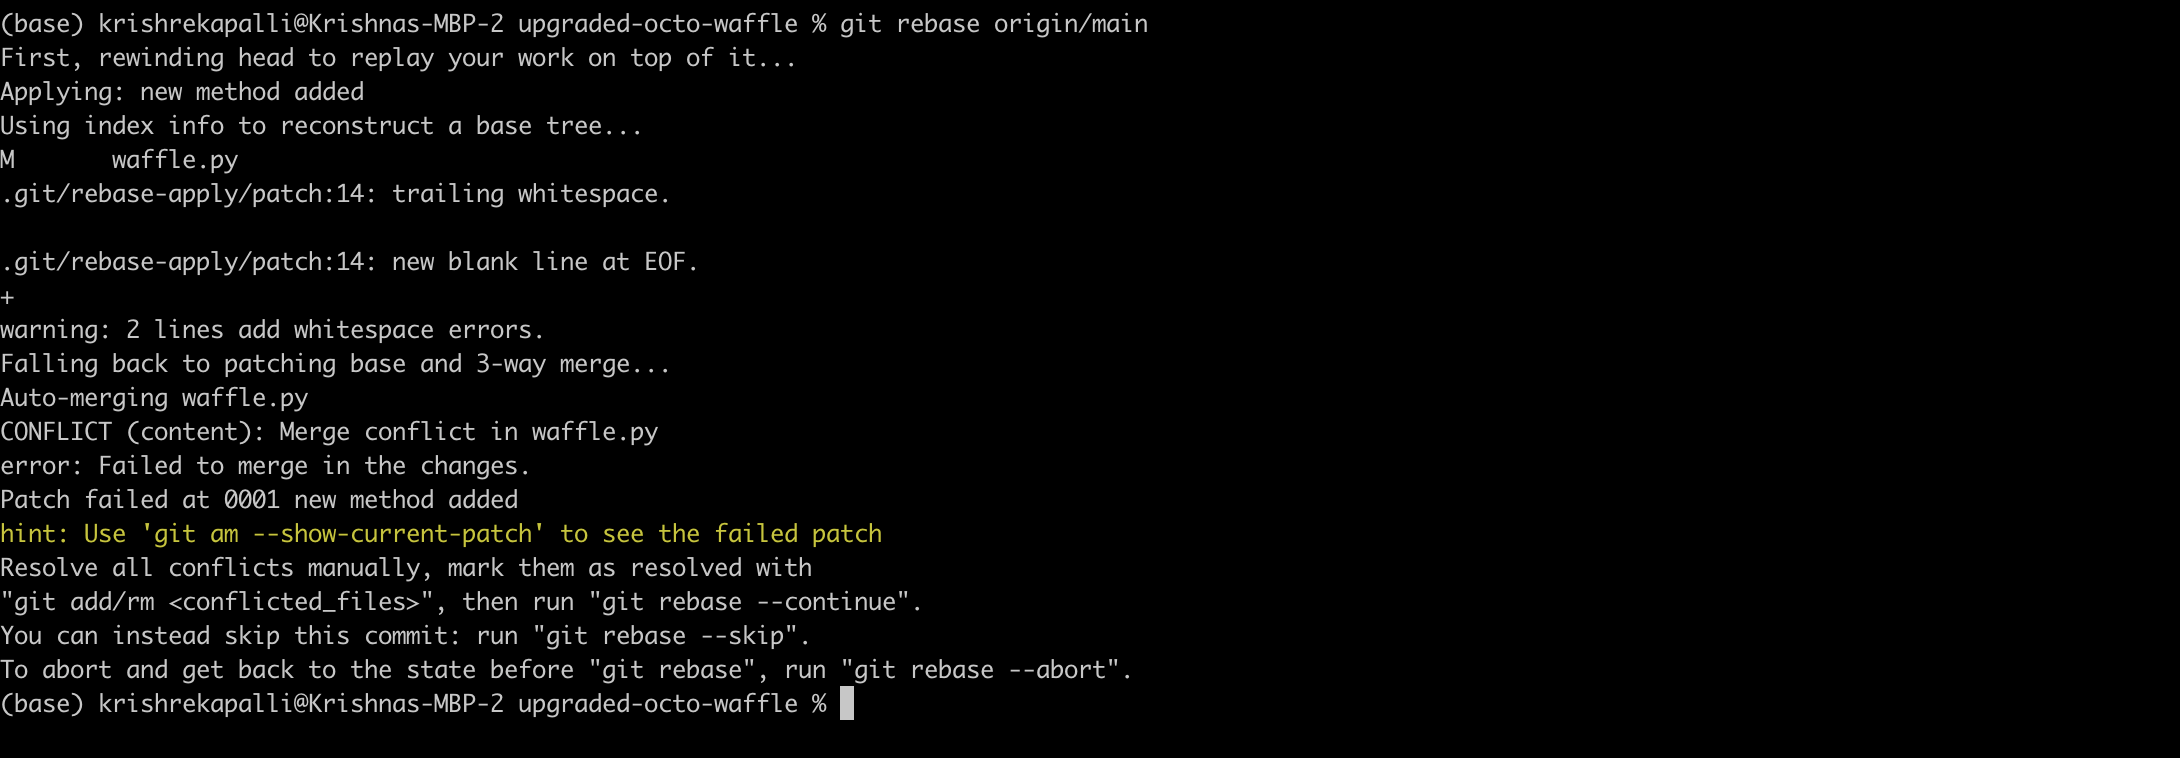 (base) krishrekapalli@Krishnas-MBP-2 upgraded-octo-waffle % git rebase origin/main
First, rewinding head to replay your work on top of it...
Applying: new method added
Using index info to reconstruct a base tree...
M       waffle.py
.git/rebase-apply/patch:14: trailing whitespace.

.git/rebase-apply/patch:14: new blank line at EOF.
+
warning: 2 lines add whitespace errors.
Falling back to patching base and 3-way merge...
Auto-merging waffle.py
CONFLICT (content): Merge conflict in waffle.py
error: Failed to merge in the changes.
Patch failed at 0001 new method added
hint: Use 'git am --show-current-patch' to see the failed patch
Resolve all conflicts manually, mark them as resolved with
"git add/rm <conflicted_files>", then run "git rebase --continue".
You can instead skip this commit: run "git rebase --skip".
To abort and get back to the state before "git rebase", run "git rebase --abort".
(base) krishrekapalli@Krishnas-MBP-2 upgraded-octo-waffle %